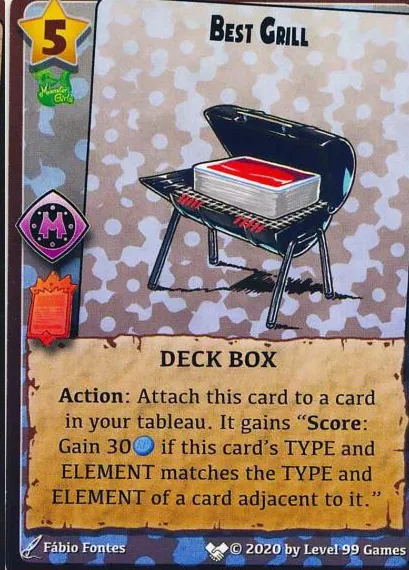 5
BEST GRILL
Monster
Girls
M
DECK BOX
Action: Attach this card to a card
in your tableau. It gains “Score:
Gain 30 if this card's TYPE and
ELEMENT matches the TYPE and
ELEMENT of a card adjacent to it.”
Fábio Fontes
© 2020 by Level 99 Games